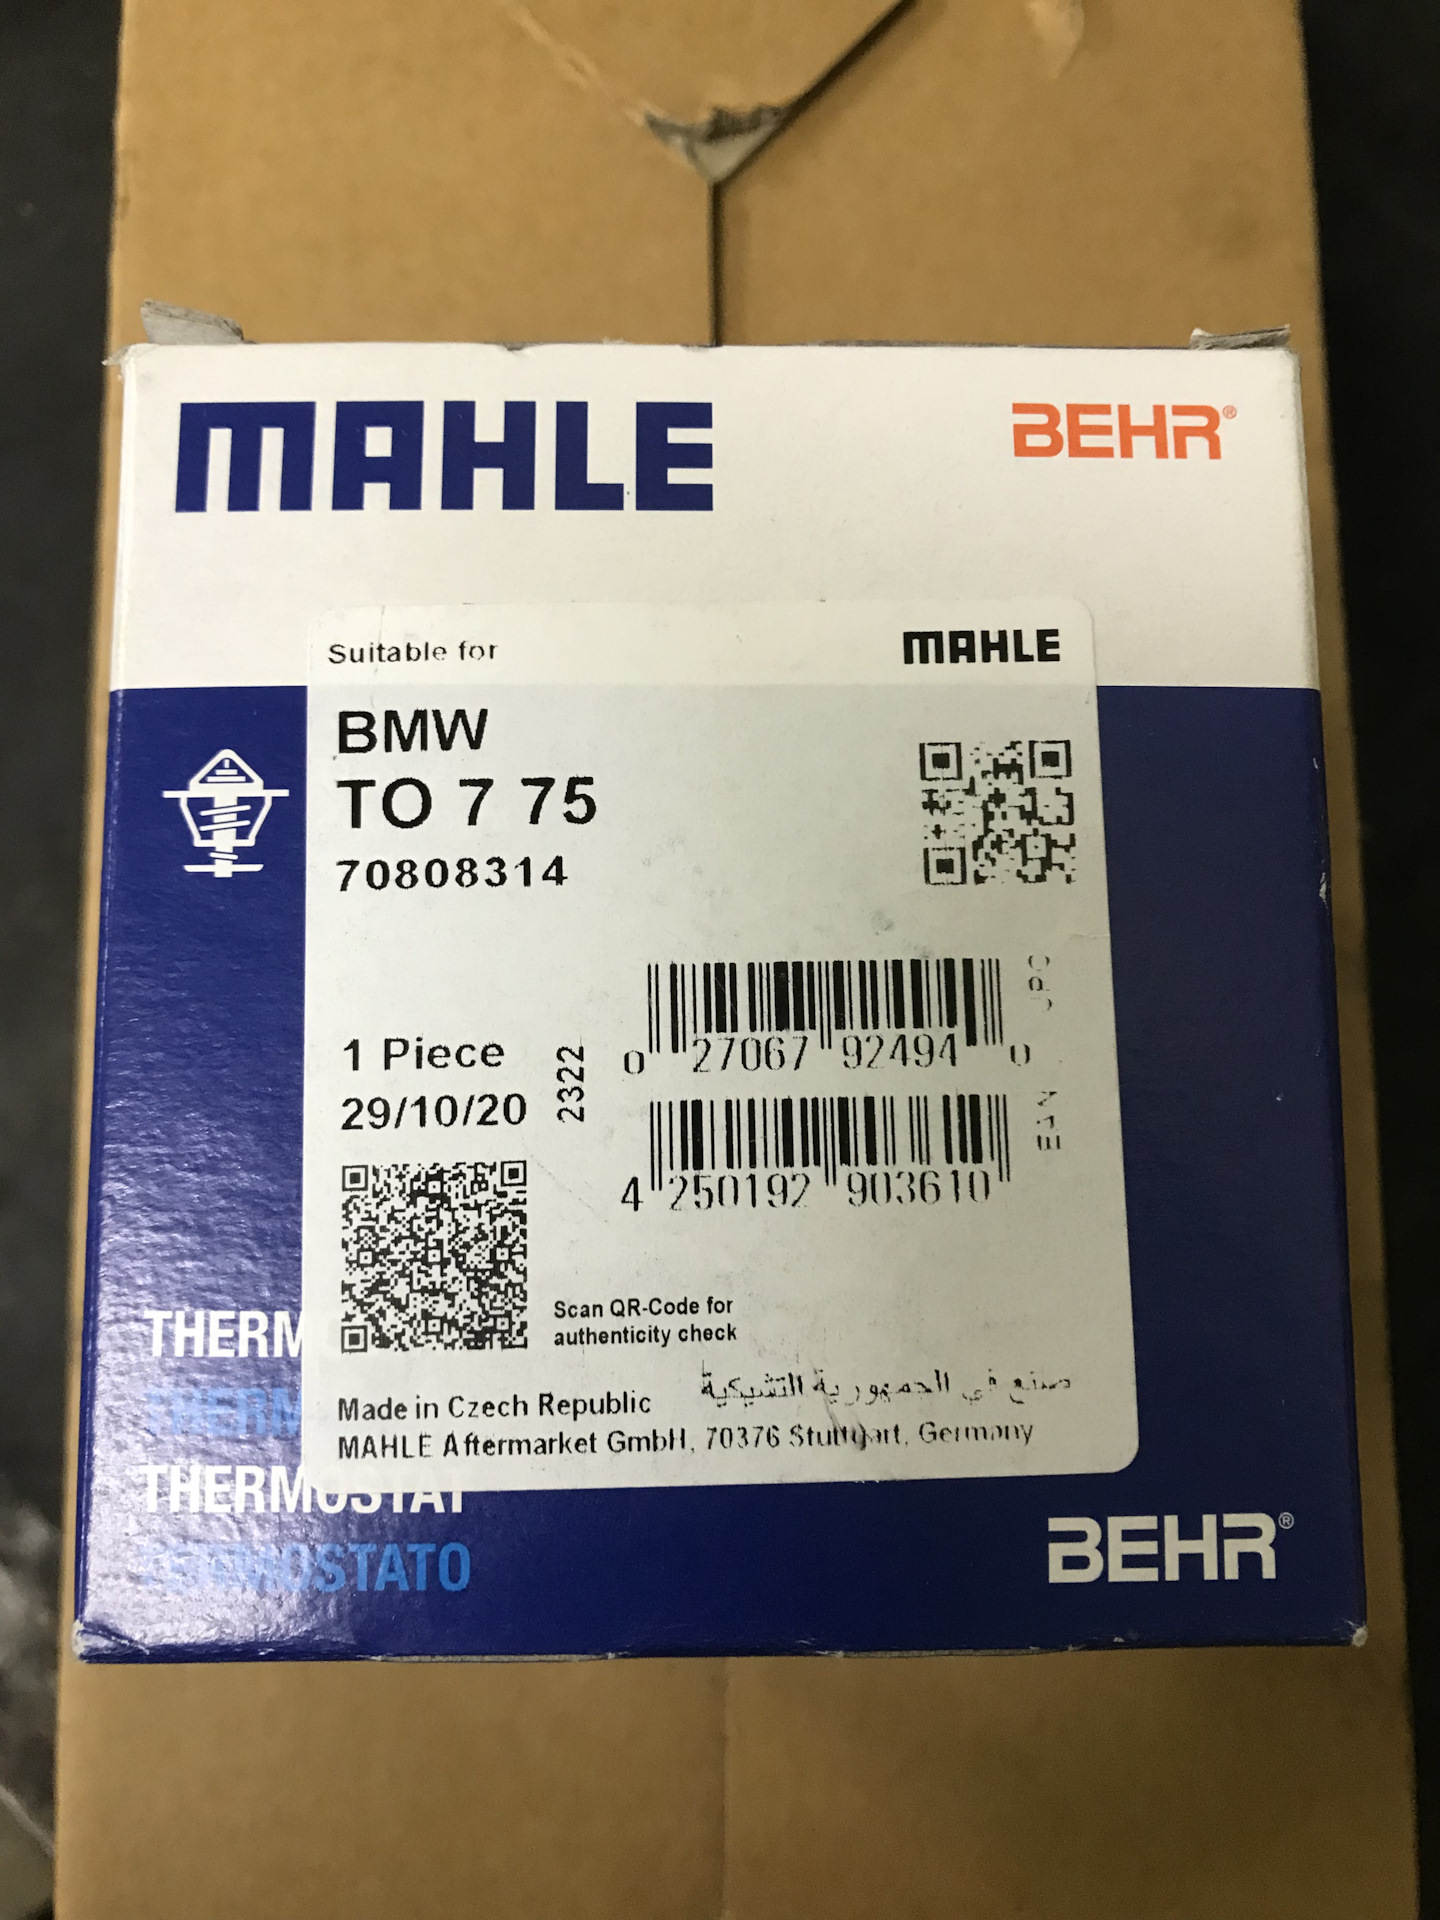 MAHLE
BEHR®
Suitable for
MAHLE
BMW
TO 7 75
70808314
1 Piece
29/10/20
2322
0 27067 92494 0
UPC
4 250192 903610
EAN
Scan QR-Code for
authenticity check
Made in Czech Republic
صنع في الجمهورية التشيكية
MAHLE Aftermarket GmbH, 70376 Stuttgart, Germany
THERM
THERM
THERMOSTAT
TERMOSTATO
BEHR®